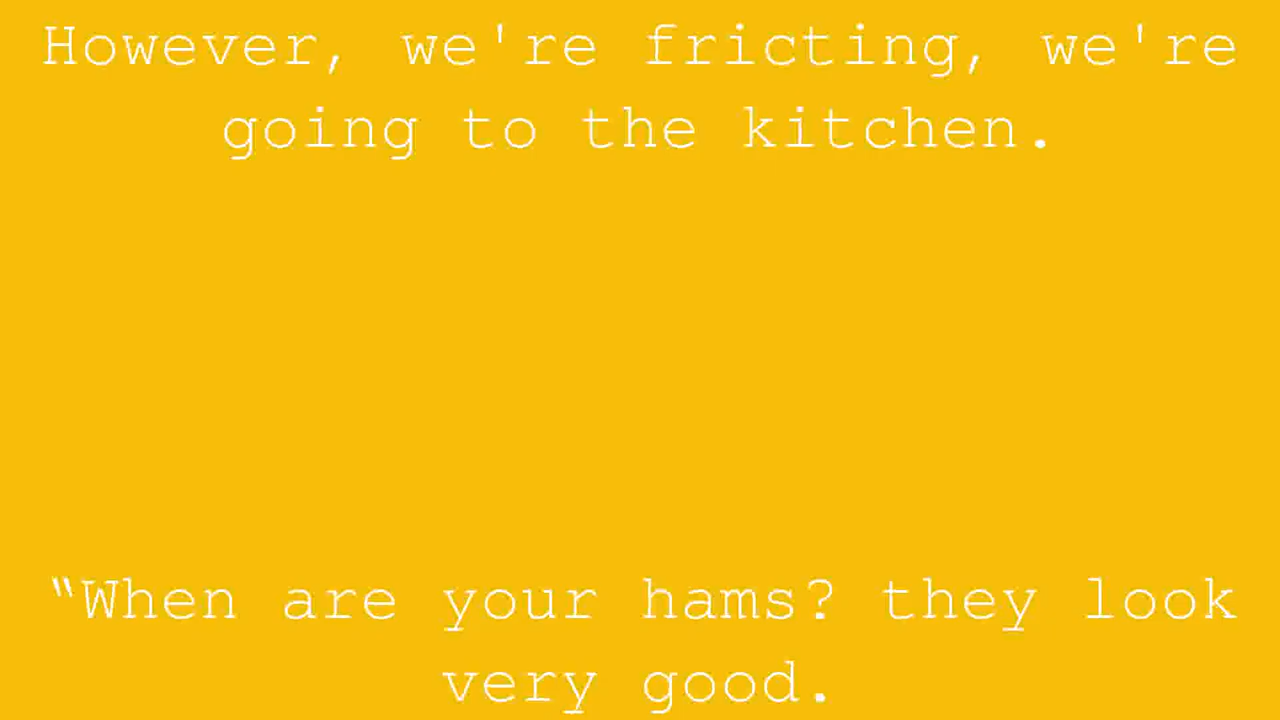 However, we're fricting, we're
going to the kitchen.
“When are your hams? they look
very good.